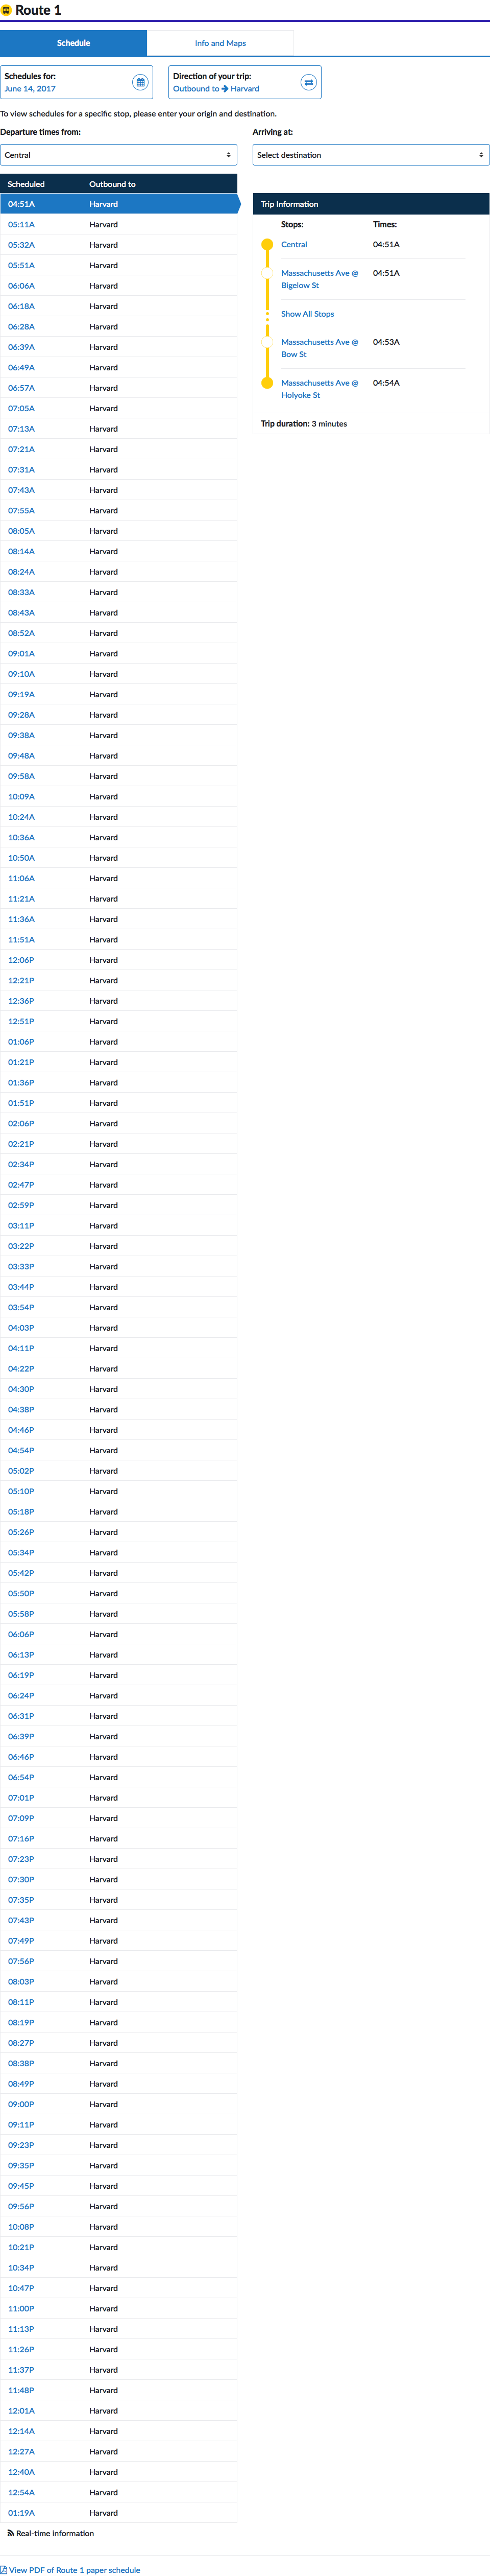 Route 1
Schedule
Info and Maps
Schedules for:
June 14, 2017
Direction of your trip:
Outbound to Harvard
To view schedules for a specific stop, please enter your origin and destination.
Departure times from:
Central
Arriving at:
Select destination
Scheduled Outbound to
04:51A Harvard
05:11A Harvard
05:32A Harvard
05:51A Harvard
06:06A Harvard
06:18A Harvard
06:28A Harvard
06:39A Harvard
06:49A Harvard
06:57A Harvard
07:05A Harvard
07:13A Harvard
07:21A Harvard
07:31A Harvard
07:43A Harvard
07:55A Harvard
08:05A Harvard
08:14A Harvard
08:24A Harvard
08:33A Harvard
08:43A Harvard
08:52A Harvard
09:01A Harvard
09:10A Harvard
09:19A Harvard
09:28A Harvard
09:38A Harvard
09:48A Harvard
09:58A Harvard
10:09A Harvard
10:24A Harvard
10:36A Harvard
10:50A Harvard
11:06A Harvard
11:21A Harvard
11:36A Harvard
11:51A Harvard
12:06P Harvard
12:21P Harvard
12:36P Harvard
12:51P Harvard
01:06P Harvard
01:21P Harvard
01:36P Harvard
01:51P Harvard
02:06P Harvard
02:21P Harvard
02:34P Harvard
02:47P Harvard
02:59P Harvard
03:11P Harvard
03:22P Harvard
03:33P Harvard
03:44P Harvard
03:54P Harvard
04:03P Harvard
04:11P Harvard
04:22P Harvard
04:30P Harvard
04:38P Harvard
04:46P Harvard
04:54P Harvard
05:02P Harvard
05:10P Harvard
05:18P Harvard
05:26P Harvard
05:34P Harvard
05:42P Harvard
05:50P Harvard
05:58P Harvard
06:06P Harvard
06:13P Harvard
06:19P Harvard
06:24P Harvard
06:31P Harvard
06:39P Harvard
06:46P Harvard
06:54P Harvard
07:01P Harvard
07:09P Harvard
07:16P Harvard
07:23P Harvard
07:30P Harvard
07:35P Harvard
07:43P Harvard
07:49P Harvard
07:56P Harvard
08:03P Harvard
08:11P Harvard
08:19P Harvard
08:27P Harvard
08:38P Harvard
08:49P Harvard
09:00P Harvard
09:11P Harvard
09:23P Harvard
09:35P Harvard
09:45P Harvard
09:56P Harvard
10:08P Harvard
10:21P Harvard
10:34P Harvard
10:47P Harvard
11:00P Harvard
11:13P Harvard
11:26P Harvard
11:37P Harvard
11:48P Harvard
12:01A Harvard
12:14A Harvard
12:27A Harvard
12:40A Harvard
12:54A Harvard
01:19A Harvard
Real-time information
Trip Information
Stops: Times:
Central 04:51A
Massachusetts Ave @ 04:51A
Bigelow St
Show All Stops
Massachusetts Ave @ 04:53A
Bow St
Massachusetts Ave @ 04:54A
Holyoke St
Trip duration: 3 minutes
View PDF of Route 1 paper schedule